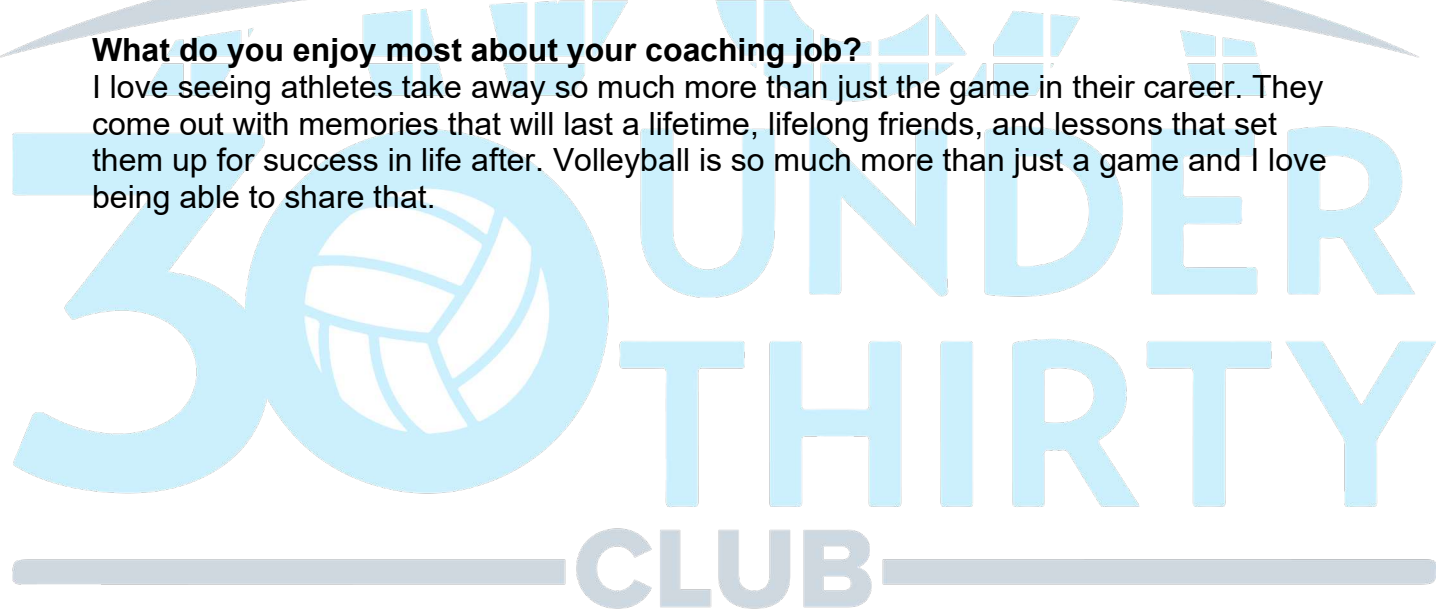 What do you enjoy most about your coaching job?
I love seeing athletes take away so much more than just the game in their career. They
come out with memories that will last a lifetime, lifelong friends, and lessons that set
them up for success in life after. Volleyball is so much more than just a game and I love
being able to share that.
30 UNDER
THIRTY
CLUB